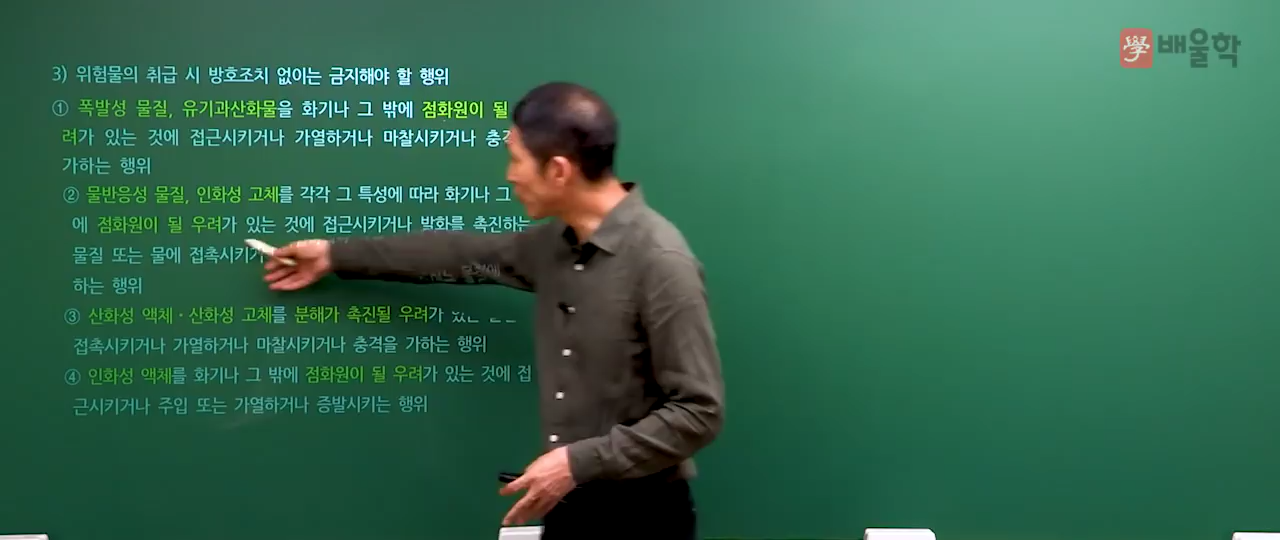 學 배울학
3) 위험물의 취급 시 방호조치 없이는 금지해야 할 행위
① 폭발성 물질, 유기과산화물을 화기나 그 밖에 점화원이 될
려가 있는 것에 접근시키거나 가열하거나 마찰시키거나
가하는 행위
② 물반응성 물질, 인화성 고체를 각각 그 특성에 따라 화기나 그
에 점화원이 될 우려가 있는 것에 접근시키거나 발화를 촉진하는
물질 또는 물에 접촉시키거
하는 행위
③ 산화성 액체·산화성 고체를 분해가 촉진될 우려가
접촉시키거나 가열하거나 마찰시키거나 충격을 가하는 행위
④ 인화성 액체를 화기나 그 밖에 점화원이 될 우려가 있는 것에 접
근시키거나 주입 또는 가열하거나 증발시키는 행위